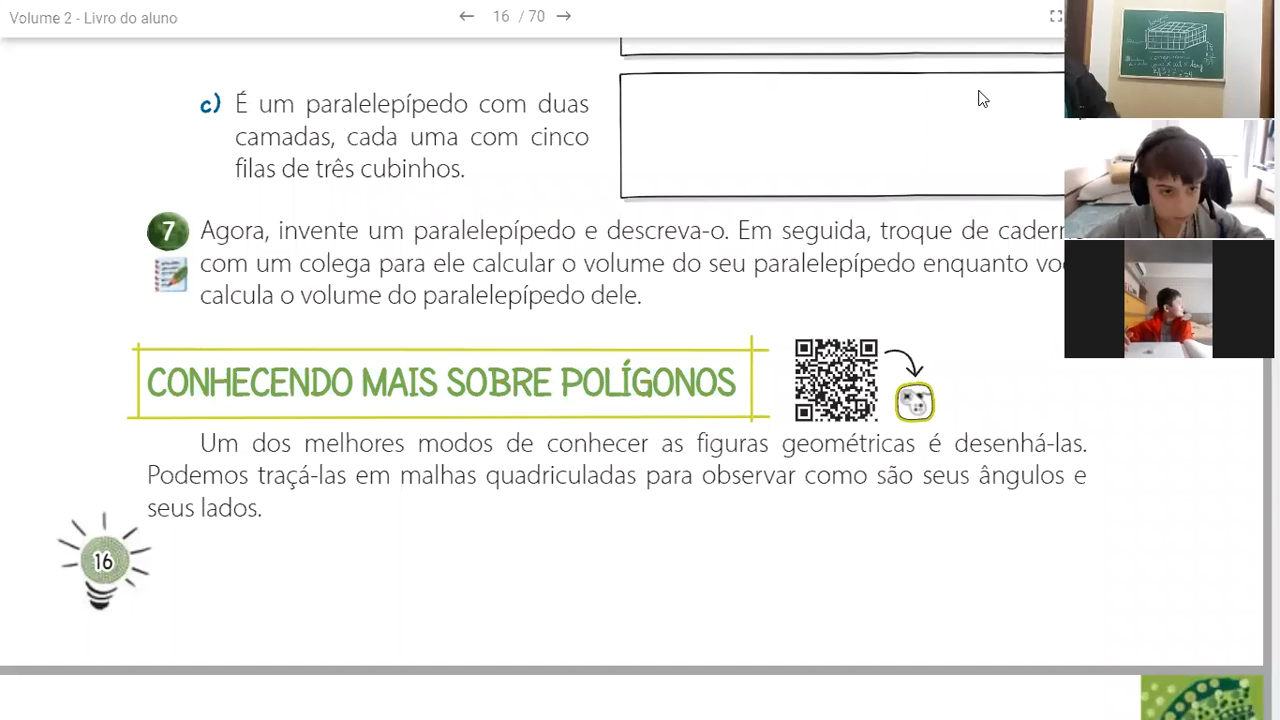 Volume 2 - Livro do aluno
16 / 70
c) É um paralelepípedo com duas
camadas, cada uma com cinco
filas de três cubinhos.
7 Agora, invente um paralelepípedo e descreva-o. Em seguida, troque de
com um colega para ele calcular o volume do seu paralelepípedo enquanto
calcula o volume do paralelepípedo dele.
CONHECENDO MAIS SOBRE POLÍGONOS
Um dos melhores modos de conhecer as figuras geométricas é desenhá-las.
Podemos traçá-las em malhas quadriculadas para observar como são seus ângulos e
seus lados.
16